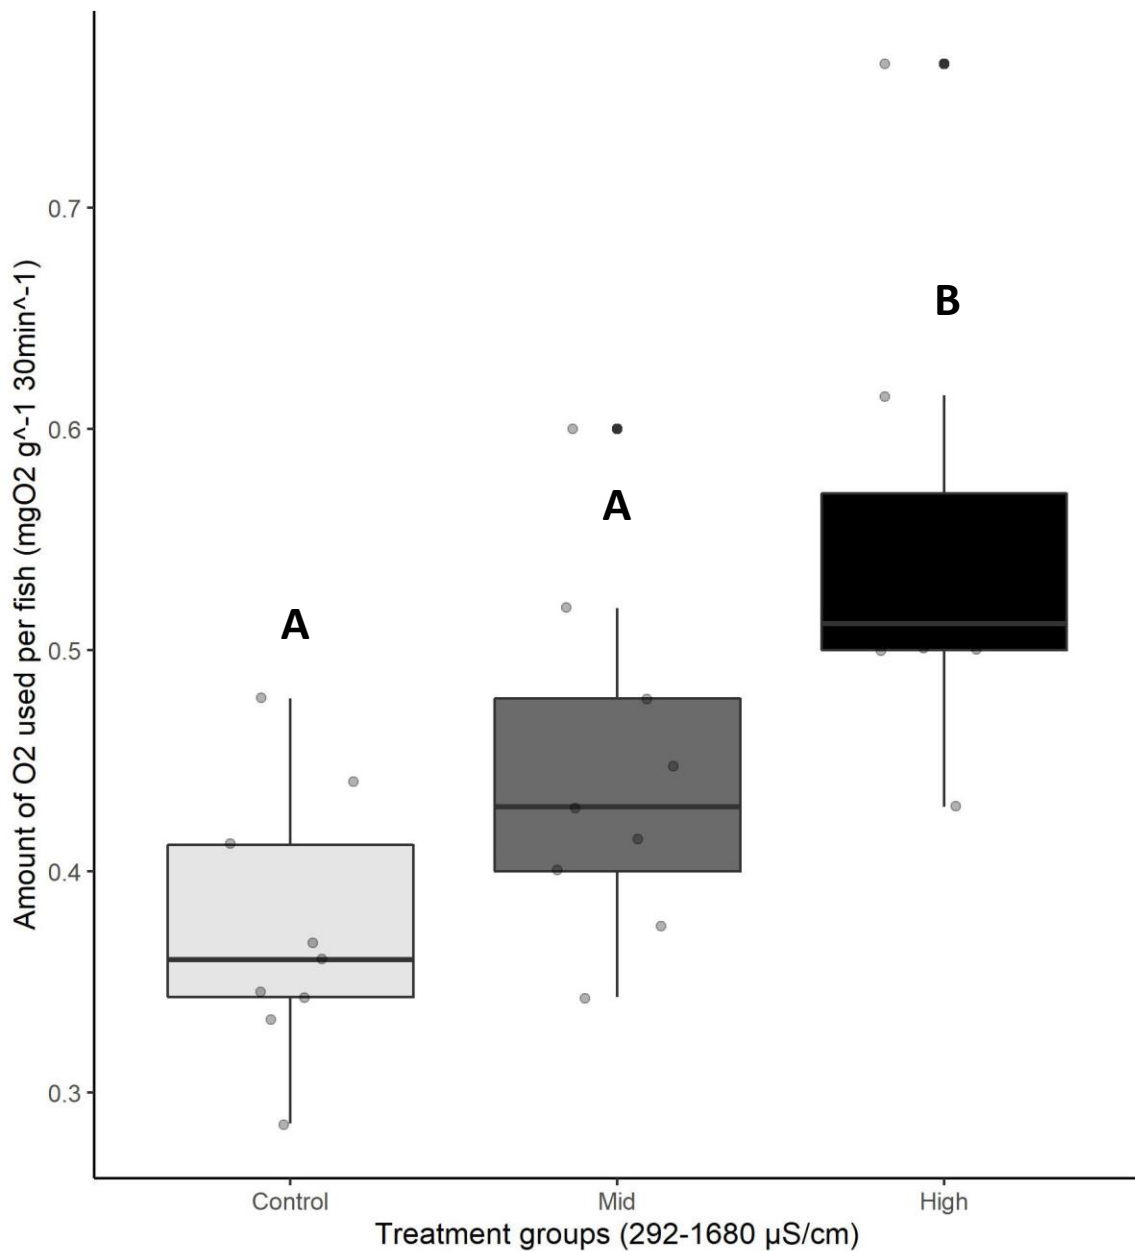 Amount of O2 used per fish (mgO2 g^-1 30min^-1)
0.7
0.6
0.5
0.4
0.3
B
A
A
Control
Mid
High
Treatment groups (292-1680 µS/cm)